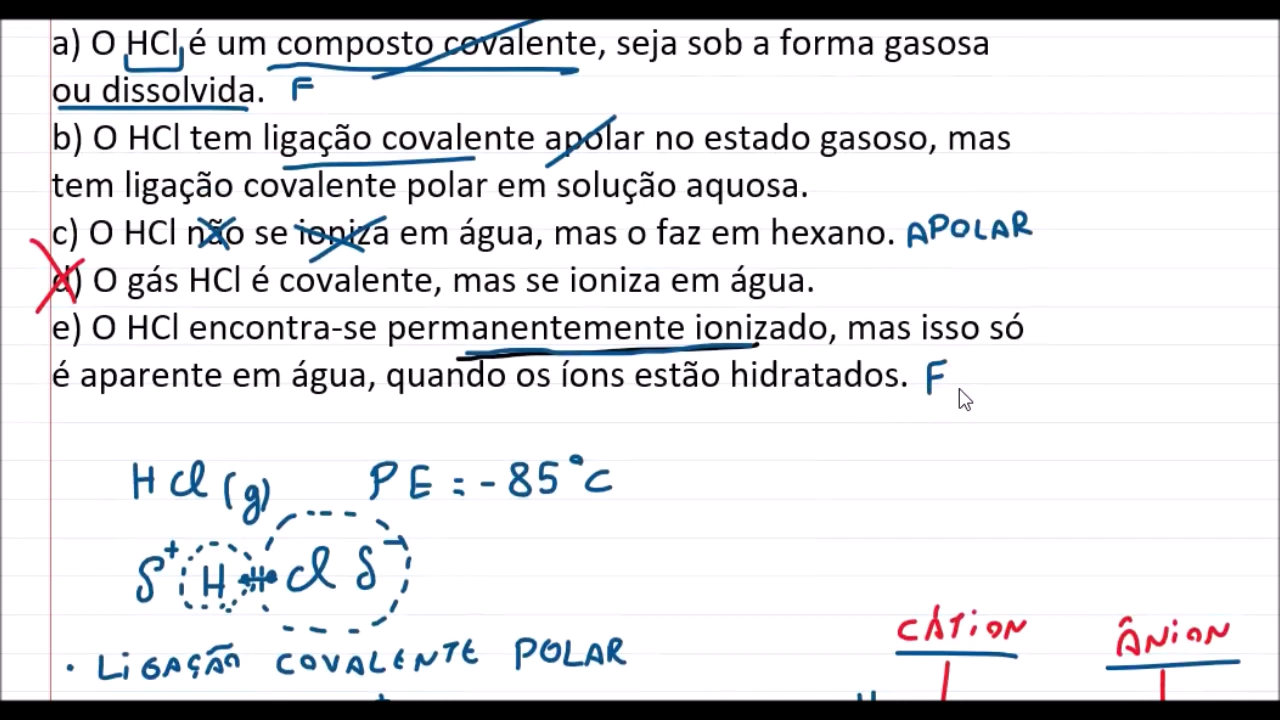 a) O HCl é um composto covalente, seja sob a forma gasosa
ou dissolvida. F
b) O HCl tem ligação covalente apolar no estado gasoso, mas
tem ligação covalente polar em solução aquosa.
c) O HCl não se ioniza em água, mas o faz em hexano. APOLAR
d) O gás HCl é covalente, mas se ioniza em água.
e) O HCl encontra-se permanentemente ionizado, mas isso só
é aparente em água, quando os íons estão hidratados. F
HCl (g) PE = -85°C
δ+ H Cl δ-
CÁTION ÂNION
• LIGAÇÃO COVALENTE POLAR